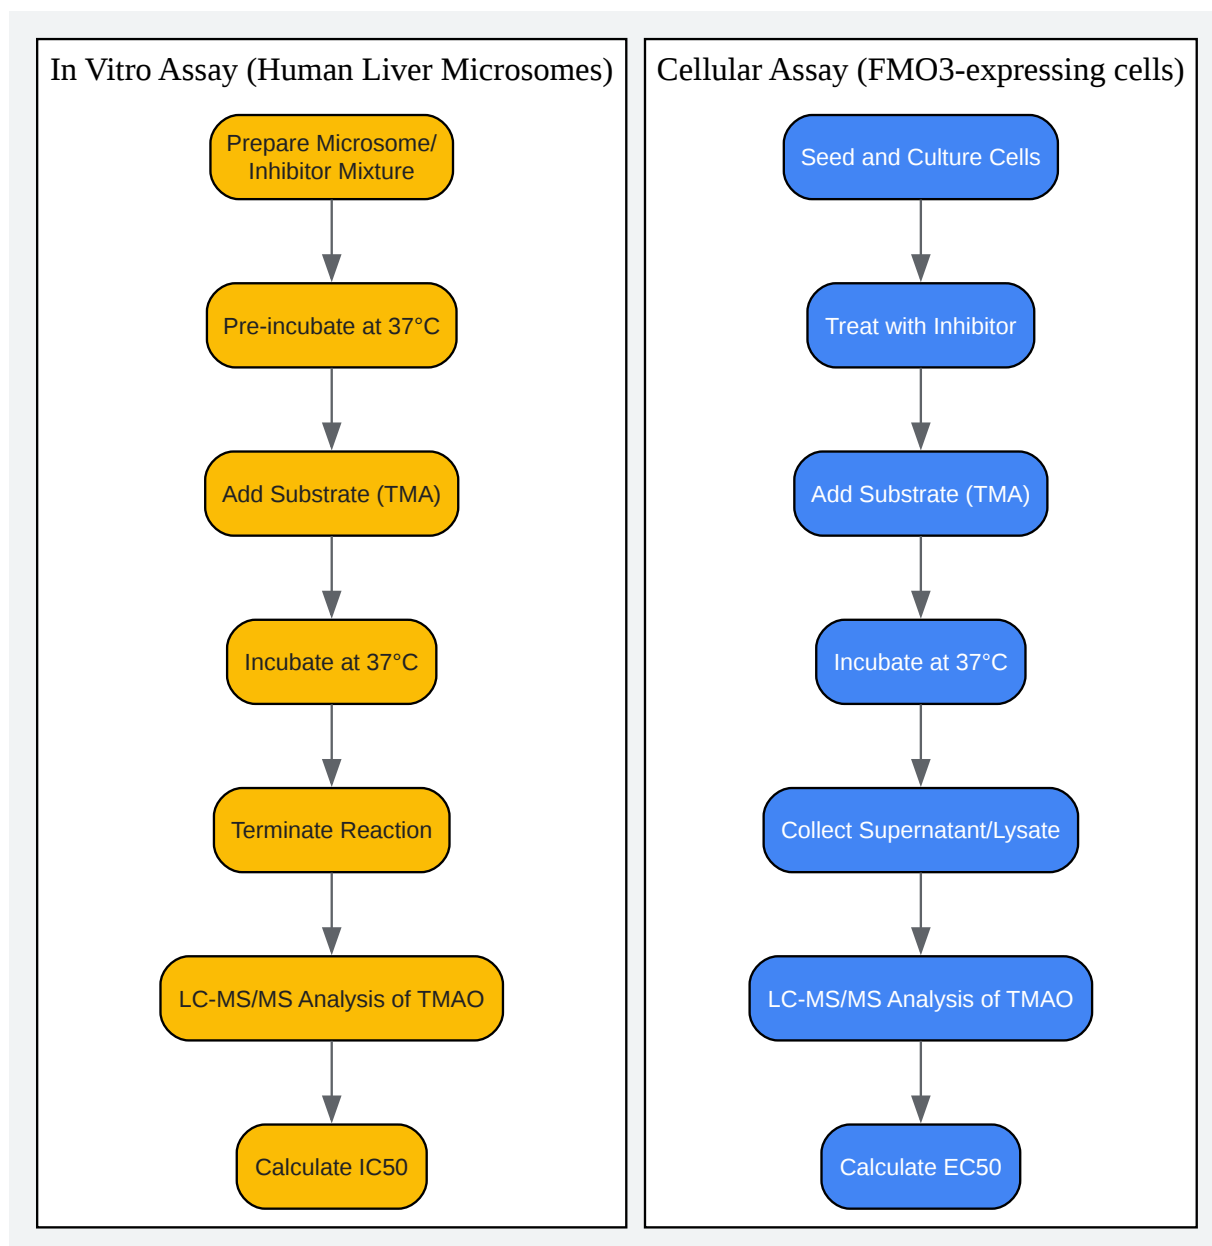 In Vitro Assay (Human Liver Microsomes)
Prepare Microsome/
Inhibitor Mixture
Pre-incubate at 37°C
Add Substrate (TMA)
Incubate at 37°C
Terminate Reaction
LC-MS/MS Analysis of TMAO
Calculate IC50
Cellular Assay (FMO3-expressing cells)
Seed and Culture Cells
Treat with Inhibitor
Add Substrate (TMA)
Incubate at 37°C
Collect Supernatant/Lysate
LC-MS/MS Analysis of TMAO
Calculate EC50